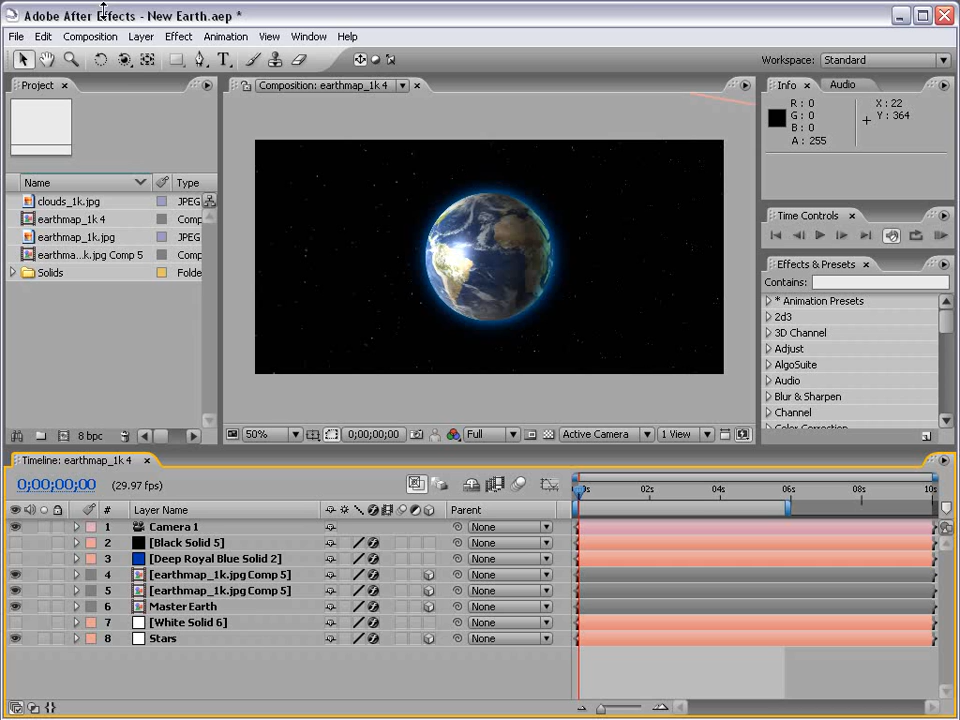 Adobe After Effects - New Earth.aep *
File Edit Composition Layer Effect Animation View Window Help
Workspace: Standard
Project
Composition: earthmap_1k 4
Info Audio
R: 0 X: 22
G: 0 Y: 364
B: 0
A: 255
Name Type
clouds_1k.jpg JPEG
earthmap_1k 4 Comp
earthmap_1k.jpg JPEG
earthma...k.jpg Comp 5 Comp
Solids Folde
Time Controls
Effects & Presets
Contains:
* Animation Presets
2d3
3D Channel
Adjust
AlgoSuite
Audio
Blur & Sharpen
Channel
Color Correction
8 bpc
50% 0;00;00;00 Full Active Camera 1 View
Timeline: earthmap_1k 4
0;00;00;00 (29.97 fps)
02s 04s 06s 08s 10s
# Layer Name Parent
1 Camera 1 None
2 [Black Solid 5] None
3 [Deep Royal Blue Solid 2] None
4 [earthmap_1k.jpg Comp 5] None
5 [earthmap_1k.jpg Comp 5] None
6 Master Earth None
7 [White Solid 6] None
8 Stars None